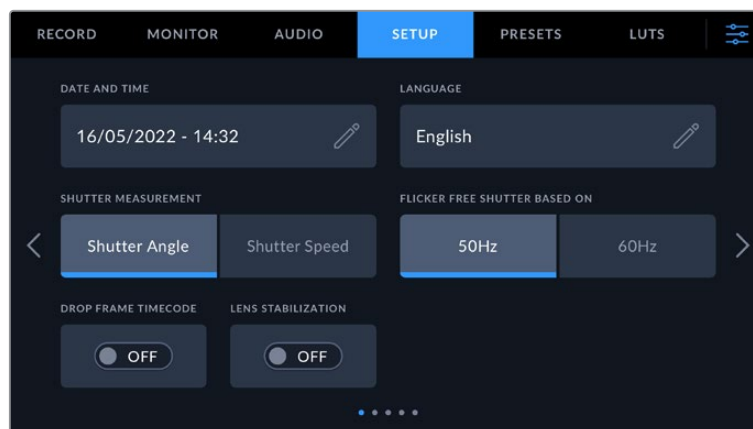 RECORD MONITOR AUDIO SETUP PRESETS LUTS
DATE AND TIME LANGUAGE
16/05/2022 - 14:32 English
SHUTTER MEASUREMENT FLICKER FREE SHUTTER BASED ON
Shutter Angle Shutter Speed 50Hz 60Hz
DROP FRAME TIMECODE LENS STABILIZATION
OFF OFF